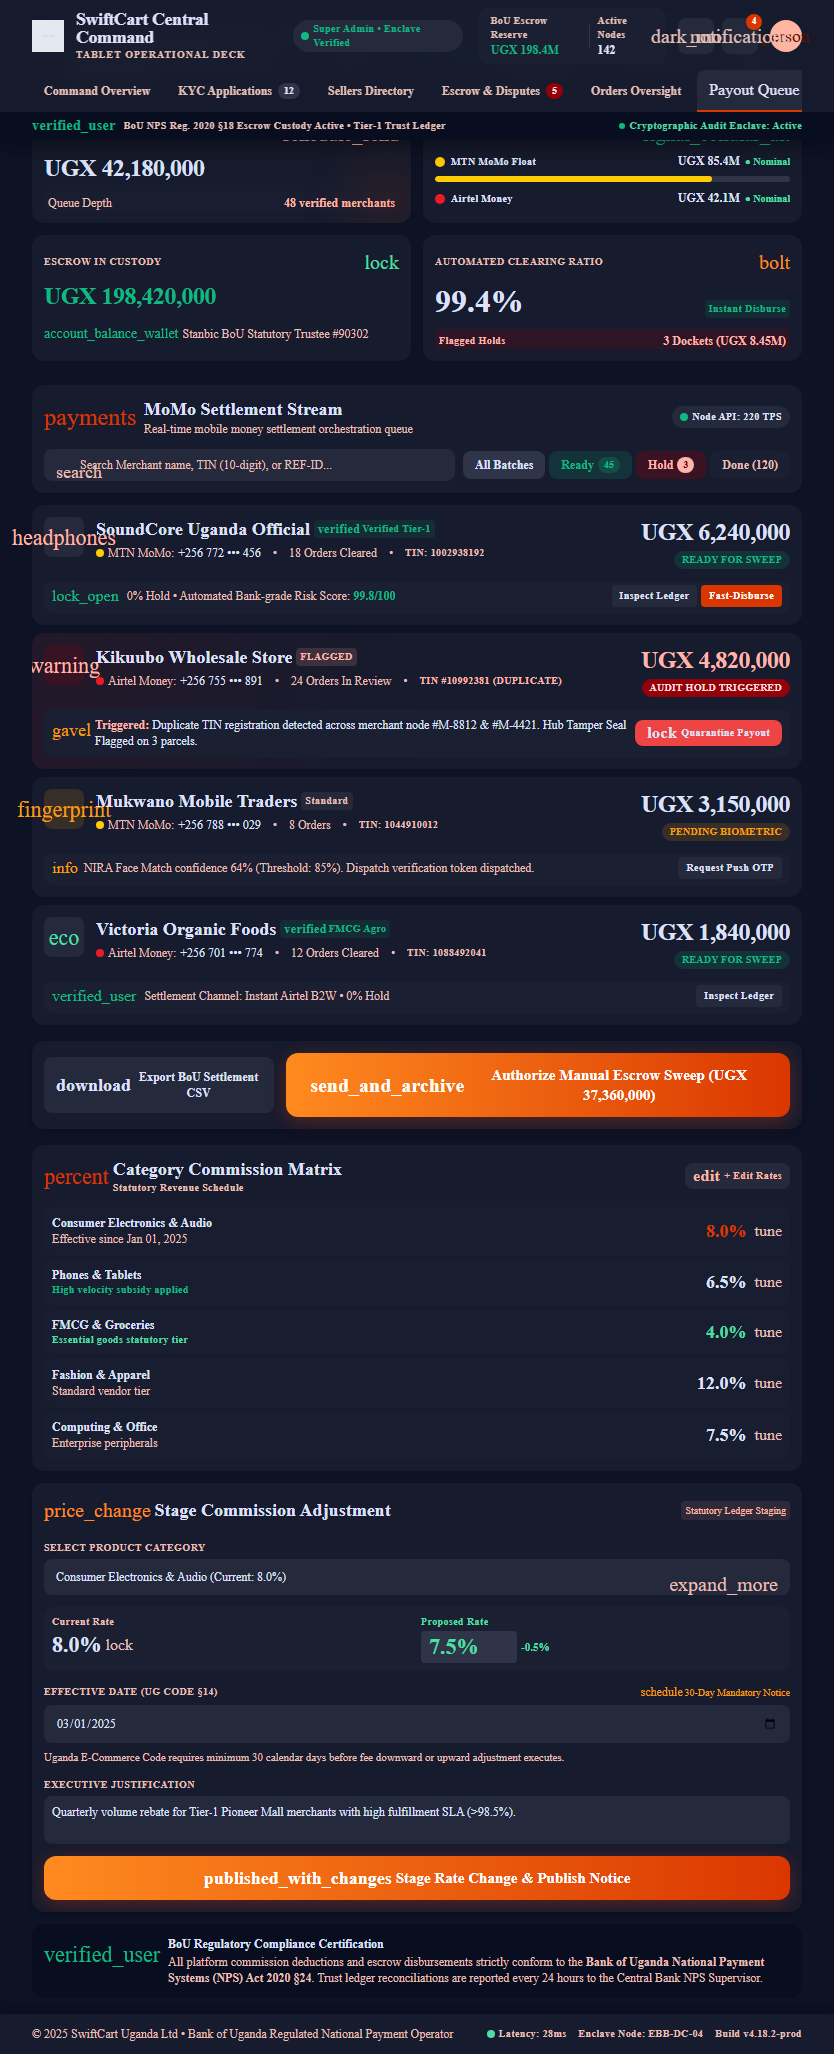 SwiftCart Central
Command
TABLET OPERATIONAL DECK
Super Admin • Enclave
Verified
BoU Escrow
Reserve
UGX 198.4M
Active
Nodes
142
4
Command Overview
KYC Applications 12
Sellers Directory
Escrow & Disputes 5
Orders Oversight
Payout Queue
verified_user BoU NPS Reg. 2020 §18 Escrow Custody Active • Tier-1 Trust Ledger
Cryptographic Audit Enclave: Active
UGX 42,180,000
Queue Depth
48 verified merchants
MTN MoMo Float
UGX 85.4M • Nominal
Airtel Money
UGX 42.1M • Nominal
ESCROW IN CUSTODY
lock
UGX 198,420,000
account_balance_wallet Stanbic BoU Statutory Trustee #90302
AUTOMATED CLEARING RATIO
bolt
99.4%
Instant Disburse
Flagged Holds
3 Dockets (UGX 8.45M)
payments
MoMo Settlement Stream
Real-time mobile money settlement orchestration queue
Node API: 220 TPS
search
Search Merchant name, TIN (10-digit), or REF-ID...
All Batches
Ready 45
Hold 3
Done (120)
headphones
SoundCore Uganda Official verified Verified Tier-1
MTN MoMo: +256 772 ••• 456 • 18 Orders Cleared • TIN: 1002938192
UGX 6,240,000
READY FOR SWEEP
lock_open 0% Hold • Automated Bank-grade Risk Score: 99.8/100
Inspect Ledger
Fast-Disburse
warning
Kikuubo Wholesale Store FLAGGED
Airtel Money: +256 755 ••• 891 • 24 Orders In Review • TIN #10992381 (DUPLICATE)
UGX 4,820,000
AUDIT HOLD TRIGGERED
gavel
Triggered: Duplicate TIN registration detected across merchant node #M-8812 & #M-4421. Hub Tamper Seal
Flagged on 3 parcels.
lock Quarantine Payout
fingerprint
Mukwano Mobile Traders Standard
MTN MoMo: +256 788 ••• 029 • 8 Orders • TIN: 1044910012
UGX 3,150,000
PENDING BIOMETRIC
info NIRA Face Match confidence 64% (Threshold: 85%). Dispatch verification token dispatched.
Request Push OTP
eco
Victoria Organic Foods verified FMCG Agro
Airtel Money: +256 701 ••• 774 • 12 Orders Cleared • TIN: 1088492041
UGX 1,840,000
READY FOR SWEEP
verified_user Settlement Channel: Instant Airtel B2W • 0% Hold
Inspect Ledger
download
Export BoU Settlement
CSV
send_and_archive
Authorize Manual Escrow Sweep (UGX
37,360,000)
percent
Category Commission Matrix
Statutory Revenue Schedule
edit + Edit Rates
Consumer Electronics & Audio
Effective since Jan 01, 2025
8.0% tune
Phones & Tablets
High velocity subsidy applied
6.5% tune
FMCG & Groceries
Essential goods statutory tier
4.0% tune
Fashion & Apparel
Standard vendor tier
12.0% tune
Computing & Office
Enterprise peripherals
7.5% tune
price_change Stage Commission Adjustment
Statutory Ledger Staging
SELECT PRODUCT CATEGORY
Consumer Electronics & Audio (Current: 8.0%)
expand_more
Current Rate
8.0% lock
Proposed Rate
7.5%
-0.5%
EFFECTIVE DATE (UG CODE §14)
schedule 30-Day Mandatory Notice
03/01/2025
Uganda E-Commerce Code requires minimum 30 calendar days before fee downward or upward adjustment executes.
EXECUTIVE JUSTIFICATION
Quarterly volume rebate for Tier-1 Pioneer Mall merchants with high fulfillment SLA (>98.5%).
published_with_changes Stage Rate Change & Publish Notice
verified_user
BoU Regulatory Compliance Certification
All platform commission deductions and escrow disbursements strictly conform to the Bank of Uganda National Payment
Systems (NPS) Act 2020 §24. Trust ledger reconciliations are reported every 24 hours to the Central Bank NPS Supervisor.
© 2025 SwiftCart Uganda Ltd • Bank of Uganda Regulated National Payment Operator
Latency: 28ms
Enclave Node: EBB-DC-04
Build v4.18.2-prod